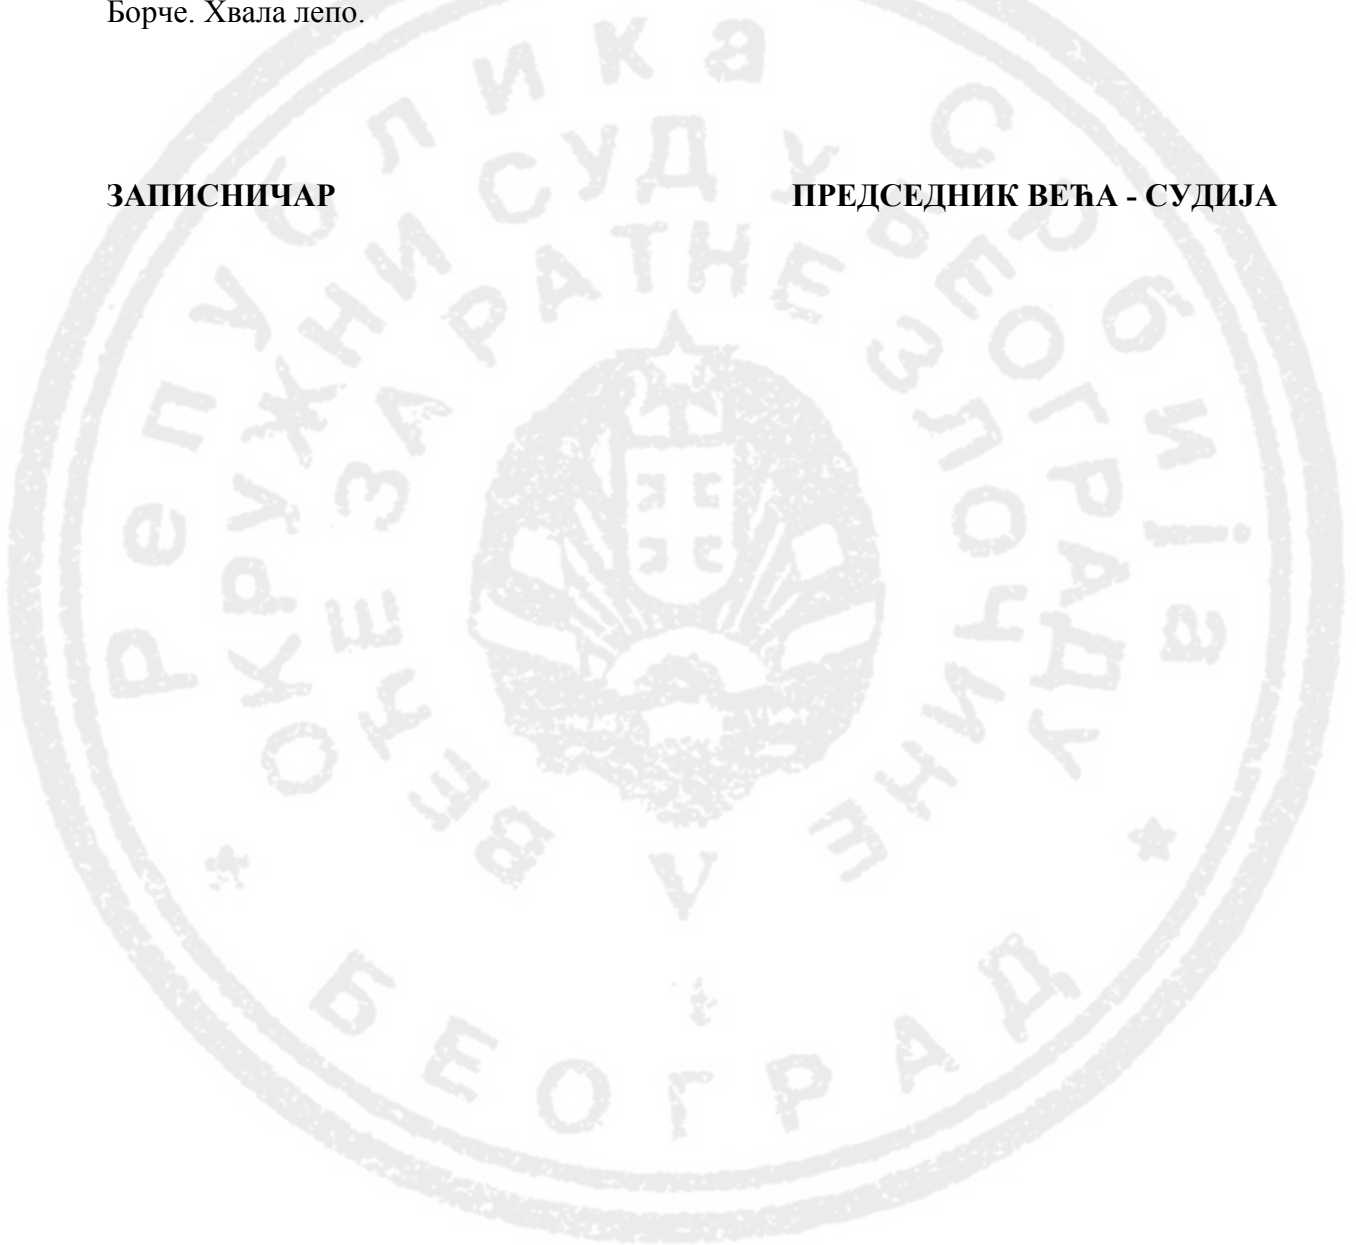 Борче. Хвала лепо.
ЗАПИСНИЧАР ПРЕДСЕДНИК ВЕЋА - СУДИЈА
Република Србија
ОКРУЖНИ СУД У БЕОГРАДУ
ВЕЋЕ ЗА РАТНЕ ЗЛОЧИНЕ
V
БЕОГРАД